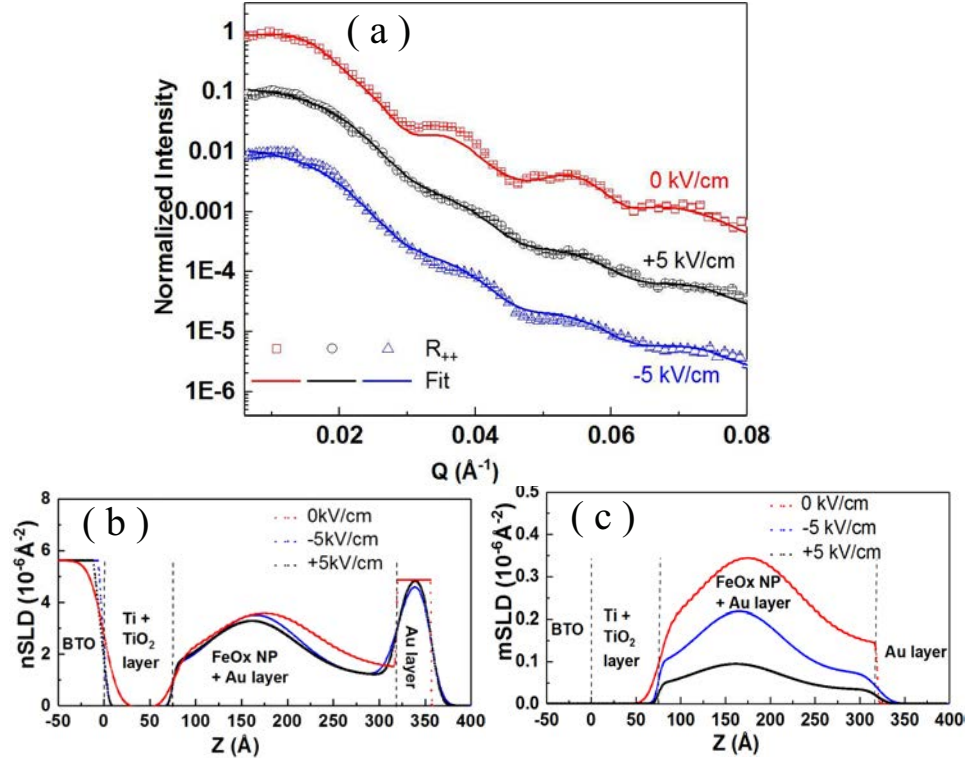 ( a )
1
0.1
0.01
0.001
1E-4
1E-5
1E-6
Normalized Intensity
0 kV/cm
+5 kV/cm
-5 kV/cm
R++
Fit
0.02 0.04 0.06 0.08
Q (Å⁻¹)
( b )
8
6
4
2
0
nSLD (10⁻⁶Å⁻²)
0kV/cm
-5kV/cm
+5kV/cm
BTO
Ti +
TiO₂
layer
FeOx NP
+ Au layer
Au layer
-50 0 50 100 150 200 250 300 350 400
Z (Å)
( c )
0.5
0.4
0.3
0.2
0.1
0.0
mSLD (10⁻⁶Å⁻²)
0 kV/cm
-5 kV/cm
+5 kV/cm
BTO
Ti +
TiO₂
layer
FeOx NP
+ Au layer
Au layer
-50 0 50 100 150 200 250 300 350 400
Z (Å)